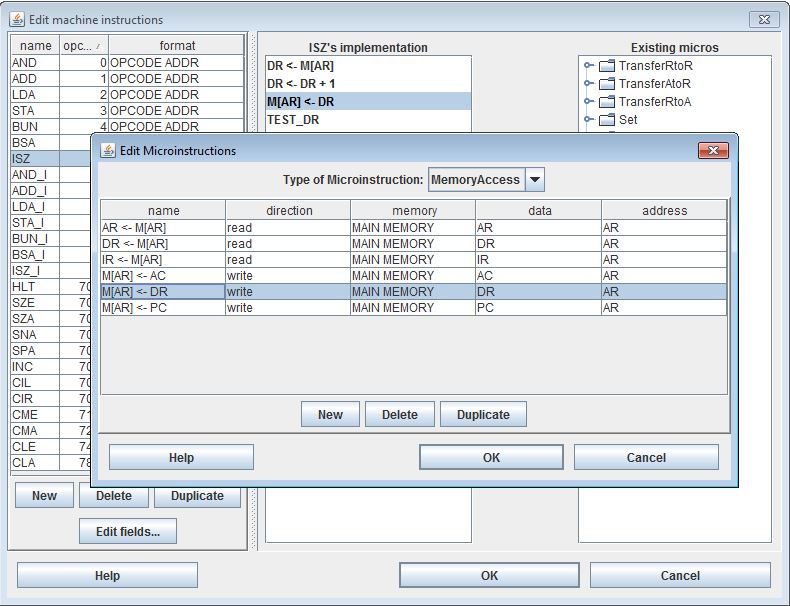 Edit machine instructions
name opc... / format
ISZ's implementation
Existing micros
AND 0 OPCODE ADDR
ADD 1 OPCODE ADDR
LDA 2 OPCODE ADDR
STA 3 OPCODE ADDR
BUN 4 OPCODE ADDR
BSA
ISZ
AND_I
ADD_I
LDA_I
STA_I
BUN_I
BSA_I
ISZ_I
HLT 70
SZE 70
SZA 70
SNA 70
SPA 70
INC 70
CIL 70
CIR 70
CME 71
CMA 72
CLE 74
CLA 78
DR <- M[AR]
DR <- DR + 1
M[AR] <- DR
TEST_DR
TransferRtoR
TransferAtoR
TransferRtoA
Set
Edit Microinstructions
Type of Microinstruction: MemoryAccess
name direction memory data address
AR <- M[AR] read MAIN MEMORY AR AR
DR <- M[AR] read MAIN MEMORY DR AR
IR <- M[AR] read MAIN MEMORY IR AR
M[AR] <- AC write MAIN MEMORY AC AR
M[AR] <- DR write MAIN MEMORY DR AR
M[AR] <- PC write MAIN MEMORY PC AR
New Delete Duplicate
Help OK Cancel
New Delete Duplicate
Edit fields...
Help OK Cancel